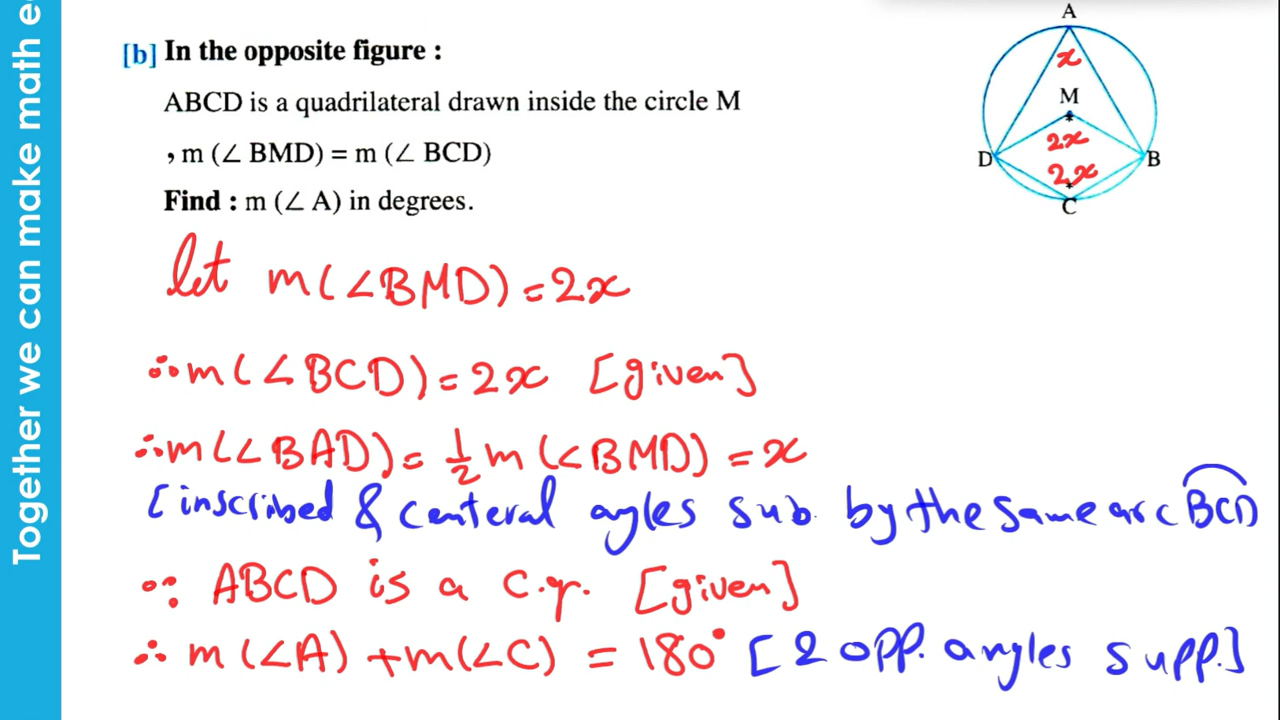 Together we can make math e
[b] In the opposite figure :
ABCD is a quadrilateral drawn inside the circle M
, m (∠ BMD) = m (∠ BCD)
Find : m (∠ A) in degrees.
A
x
M
2x
D
B
2x
C
let m(∠BMD) = 2x
∴ m(∠BCD) = 2x [given]
∴ m(∠BAD) = 1/2 m(∠BMD) = x
[inscribed & centeral agles sub. by the same arc BCD
∵ ABCD is a C.q. [given]
∴ m(∠A) + m(∠C) = 180° [2 opp. angles supp.]